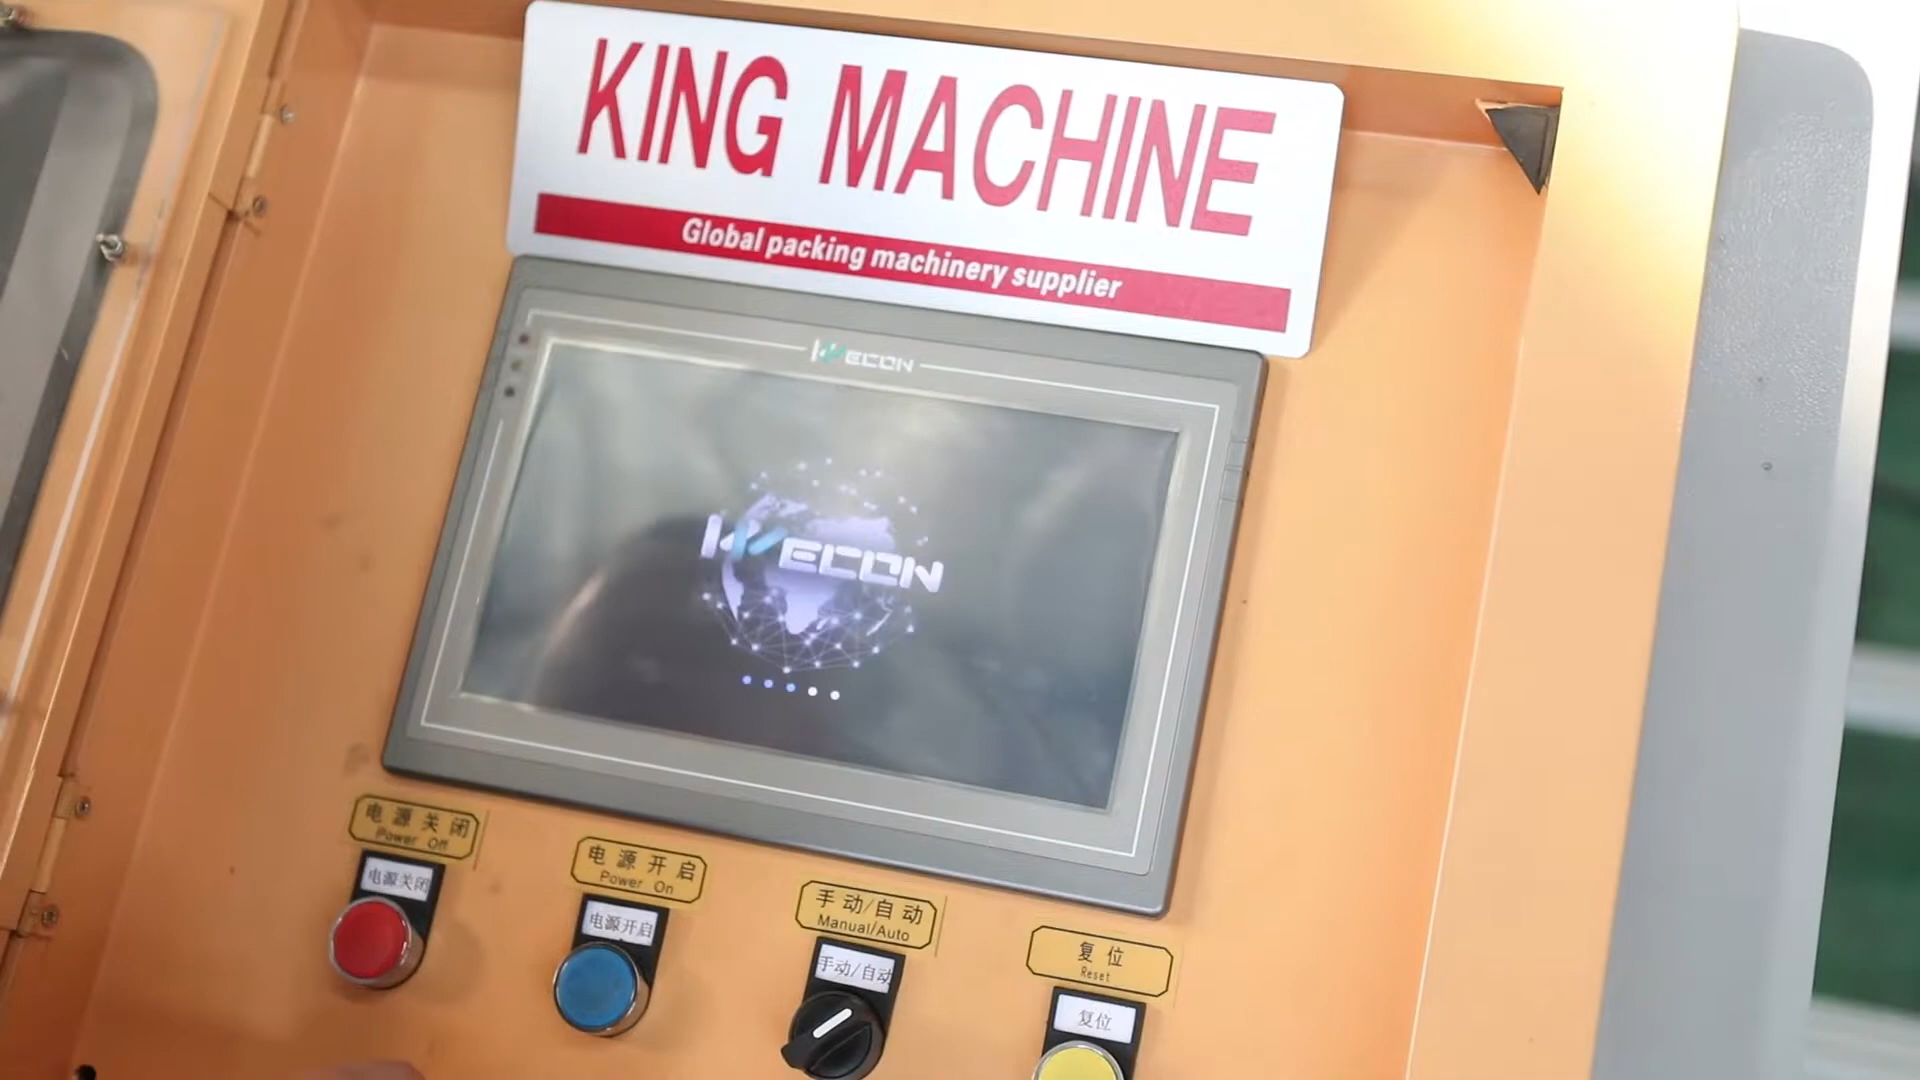 KING MACHINE
Global packing machinery supplier
WECON
WECON
电源关闭
Power Off
电源关闭
电源开启
Power On
电源开启
手动/自动
Manual/Auto
手动/自动
复位
Reset
复位